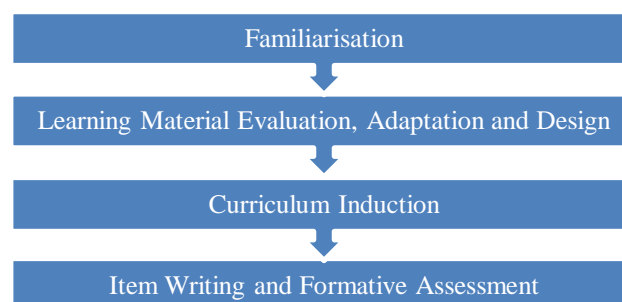 Familiarisation
Learning Material Evaluation, Adaptation and Design
Curriculum Induction
Item Writing and Formative Assessment